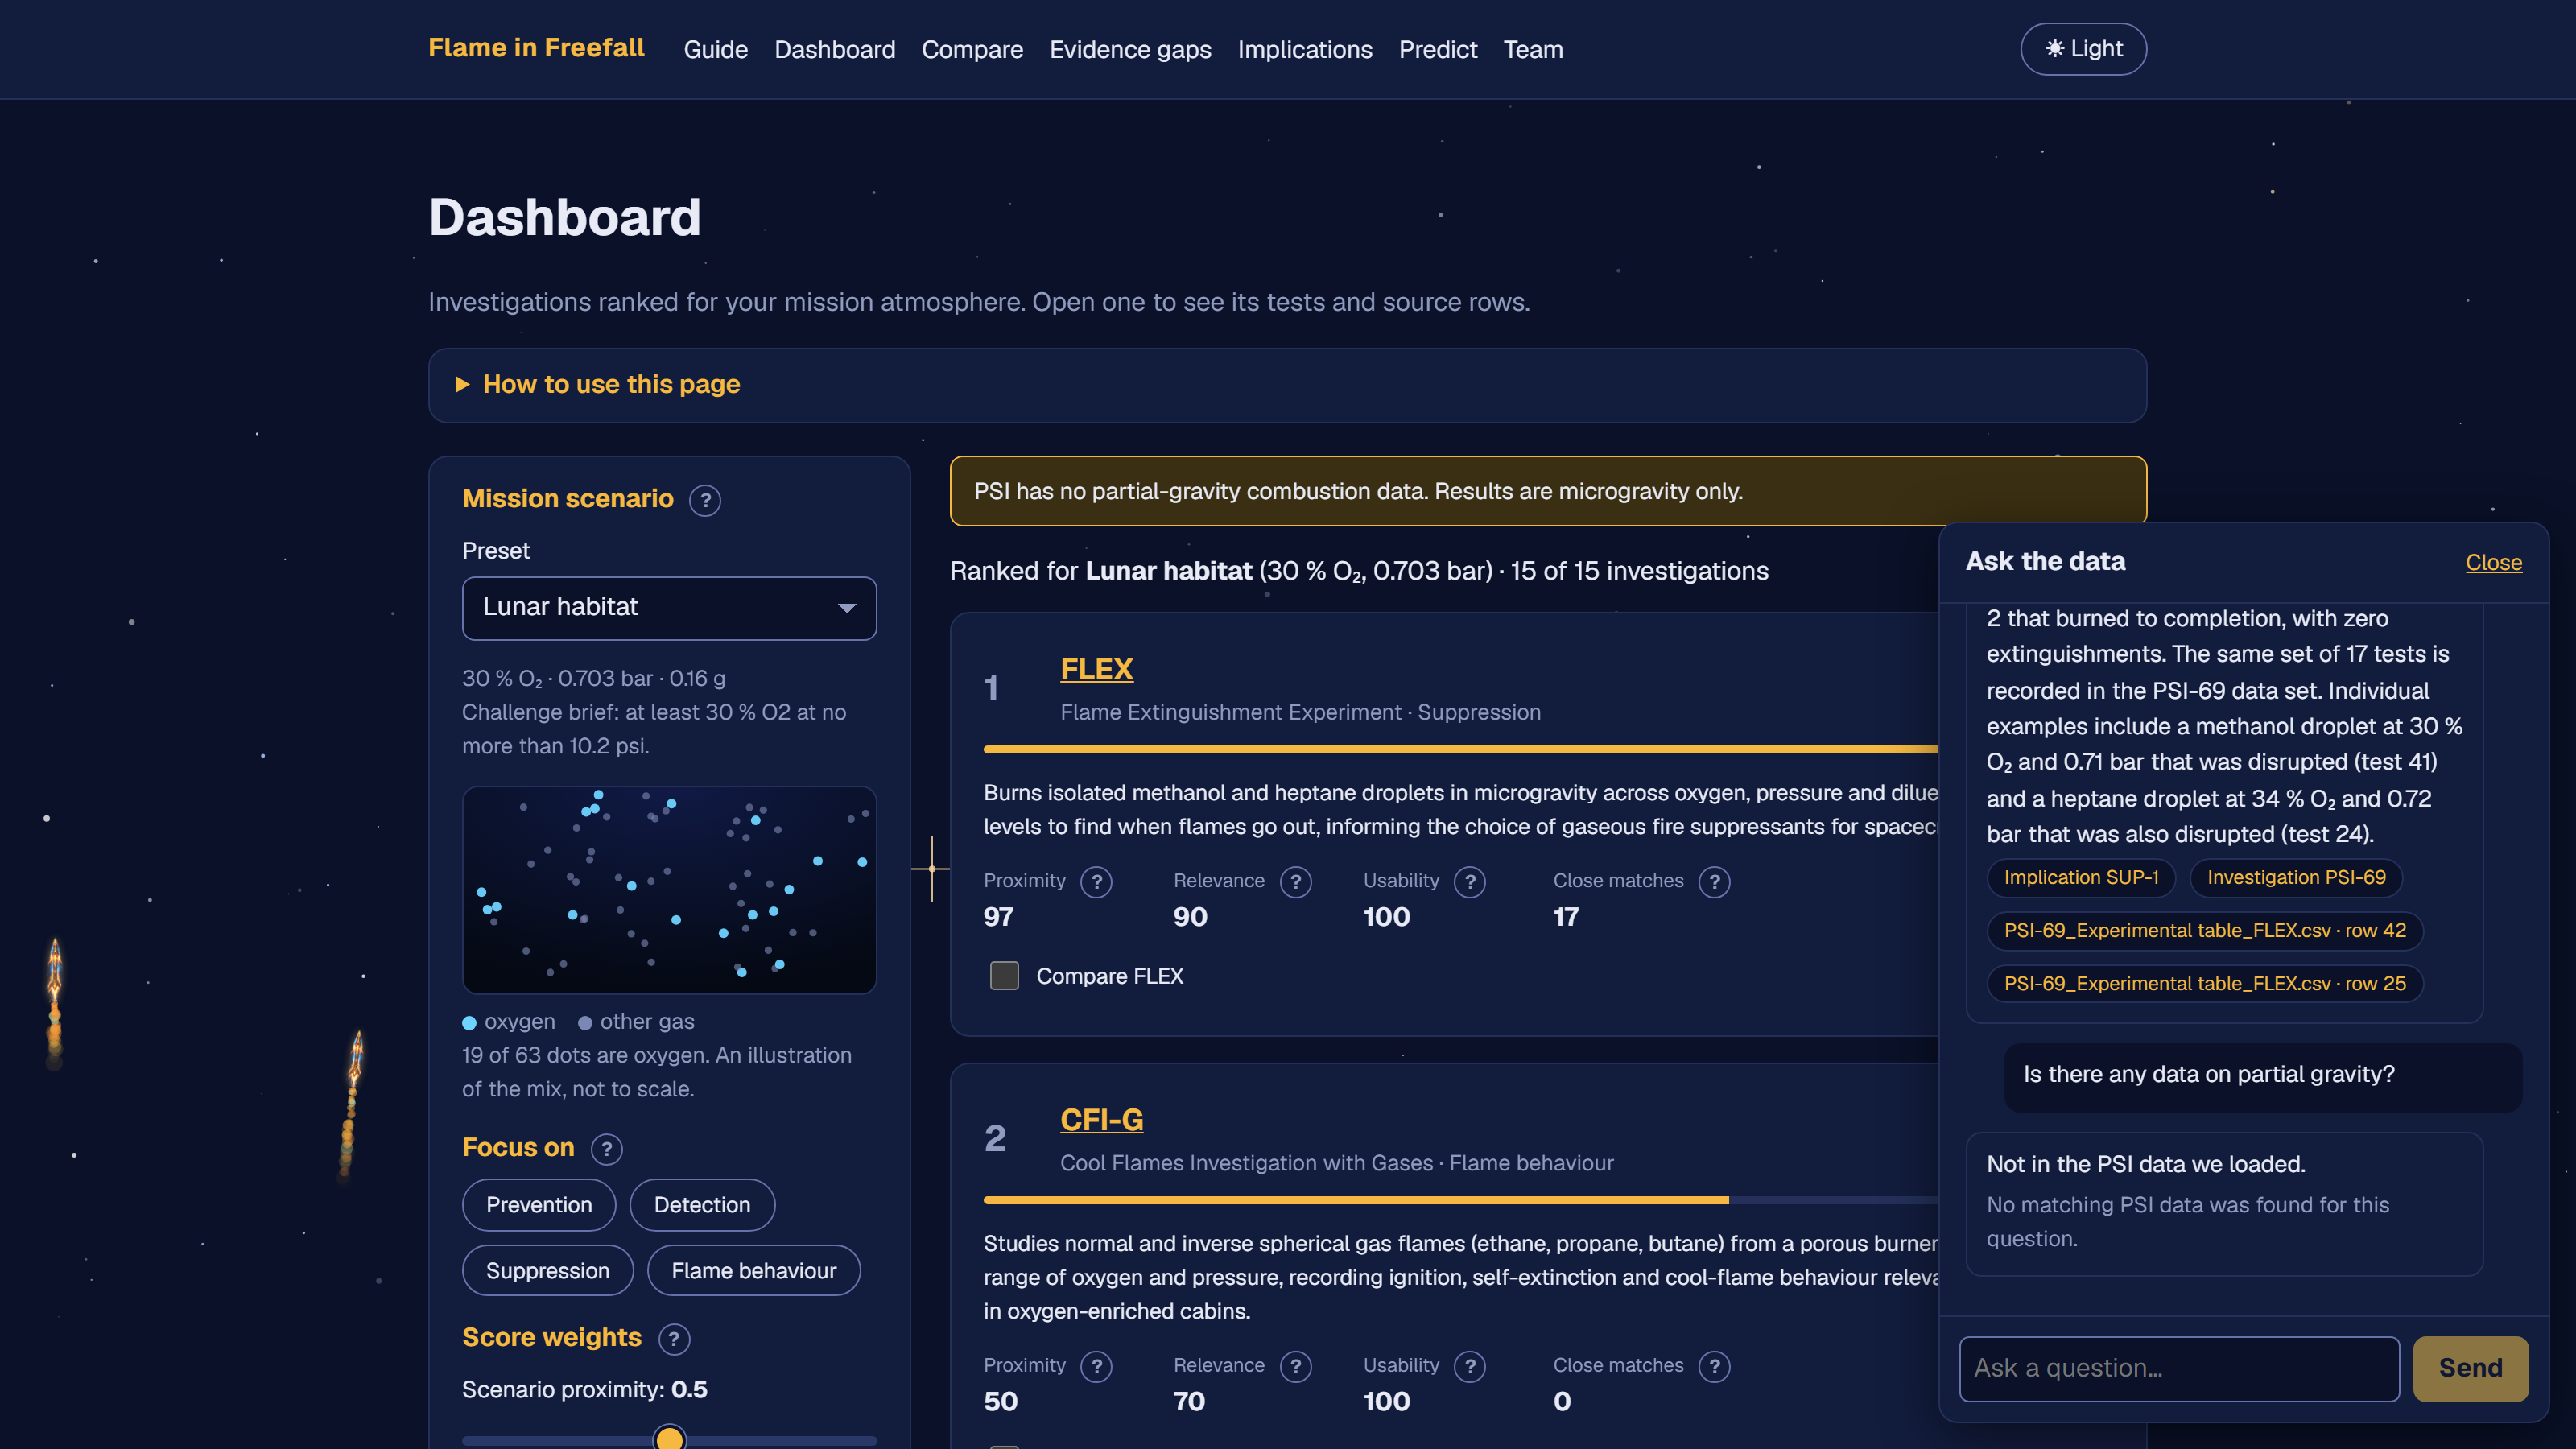 Flame in Freefall
Guide
Dashboard
Compare
Evidence gaps
Implications
Predict
Team
☀ Light
Dashboard
Investigations ranked for your mission atmosphere. Open one to see its tests and source rows.
▶ How to use this page
Mission scenario ?
Preset
Lunar habitat
30 % O₂ · 0.703 bar · 0.16 g
Challenge brief: at least 30 % O2 at no
more than 10.2 psi.
oxygen
other gas
19 of 63 dots are oxygen. An illustration
of the mix, not to scale.
Focus on ?
Prevention
Detection
Suppression
Flame behaviour
Score weights ?
Scenario proximity: 0.5
PSI has no partial-gravity combustion data. Results are microgravity only.
Ranked for Lunar habitat (30 % O₂, 0.703 bar) · 15 of 15 investigations
1
FLEX
Flame Extinguishment Experiment · Suppression
Burns isolated methanol and heptane droplets in microgravity across oxygen, pressure and dilue
levels to find when flames go out, informing the choice of gaseous fire suppressants for spacecr
Proximity ?
97
Relevance ?
90
Usability ?
100
Close matches ?
17
Compare FLEX
2
CFI-G
Cool Flames Investigation with Gases · Flame behaviour
Studies normal and inverse spherical gas flames (ethane, propane, butane) from a porous burner
range of oxygen and pressure, recording ignition, self-extinction and cool-flame behaviour releva
in oxygen-enriched cabins.
Proximity ?
50
Relevance ?
70
Usability ?
100
Close matches ?
0
Ask the data
Close
2 that burned to completion, with zero
extinguishments. The same set of 17 tests is
recorded in the PSI-69 data set. Individual
examples include a methanol droplet at 30 %
O₂ and 0.71 bar that was disrupted (test 41)
and a heptane droplet at 34 % O₂ and 0.72
bar that was also disrupted (test 24).
Implication SUP-1
Investigation PSI-69
PSI-69_Experimental table_FLEX.csv · row 42
PSI-69_Experimental table_FLEX.csv · row 25
Is there any data on partial gravity?
Not in the PSI data we loaded.
No matching PSI data was found for this
question.
Ask a question...
Send